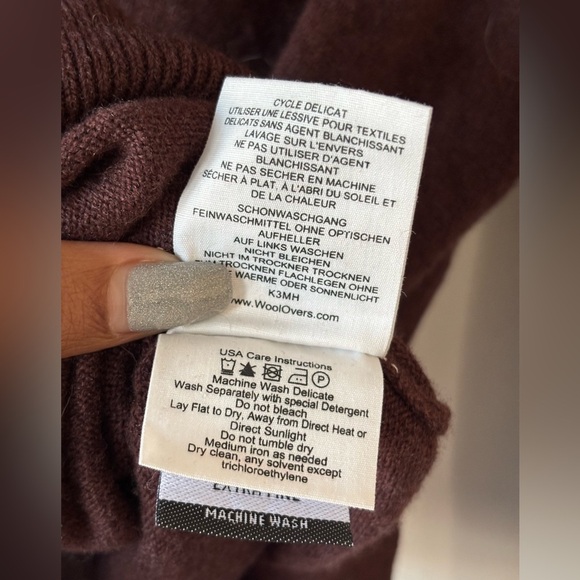 CYCLE DELICAT
UTILISER UNE LESSIVE POUR TEXTILES
DELICATS SANS AGENT BLANCHISSANT
LAVAGE SUR L'ENVERS
NE PAS UTILISER D'AGENT
BLANCHISSANT
NE PAS SECHER EN MACHINE
SÉCHER À PLAT, À L'ABRI DU SOLEIL ET
DE LA CHALEUR
SCHONWASCHGANG
FEINWASCHMITTEL OHNE OPTISCHEN
AUFHELLER
AUF LINKS WASCHEN
NICHT BLEICHEN
NICHT IM TROCKNER TROCKNEN
TROCKNEN FLACHLEGEN OHNE
WAERME ODER SONNENLICHT
K3MH
www.WoolOvers.com
USA Care Instructions
Machine Wash Delicate
Wash Separately with special Detergent
Do not bleach
Lay Flat to Dry, Away from Direct Heat or
Direct Sunlight
Do not tumble dry
Medium iron as needed
Dry clean, any solvent except
trichloroethylene
EXTRA FINE
MACHINE WASH